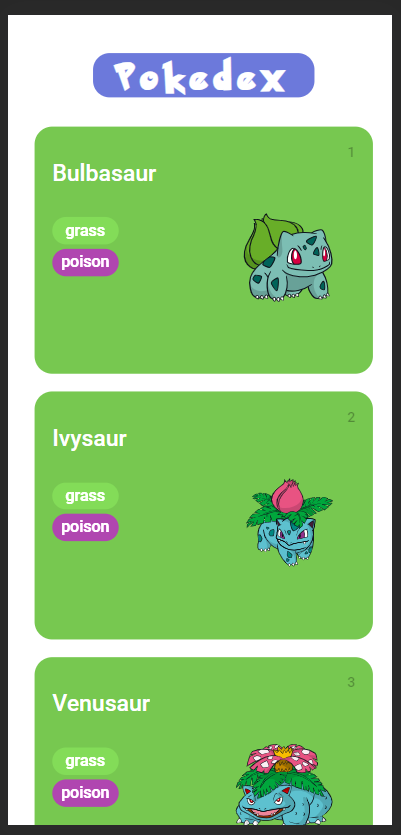 Pokedex
1
Bulbasaur
grass
poison
2
Ivysaur
grass
poison
3
Venusaur
grass
poison